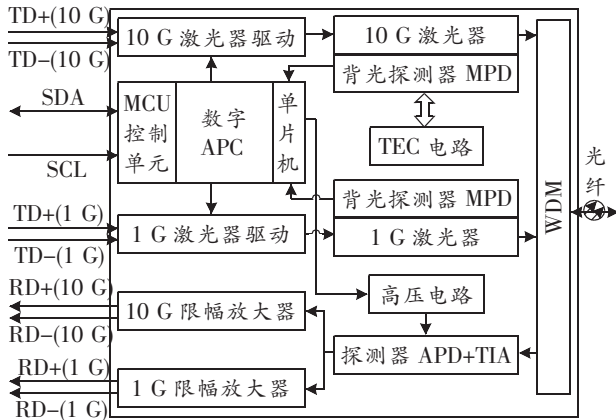 TD+(10 G)
TD−(10 G)
10 G 激光器驱动
10 G 激光器
背光探测器 MPD
SDA
SCL
MCU
控制
单元
数字
APC
单
片
机
TEC 电路
背光探测器 MPD
1 G 激光器
TD+(1 G)
TD−(1 G)
1 G 激光器驱动
WDM
光
纤
RD+(10 G)
RD−(10 G)
10 G 限幅放大器
高压电路
探测器 APD+TIA
RD+(1 G)
RD−(1 G)
1 G 限幅放大器